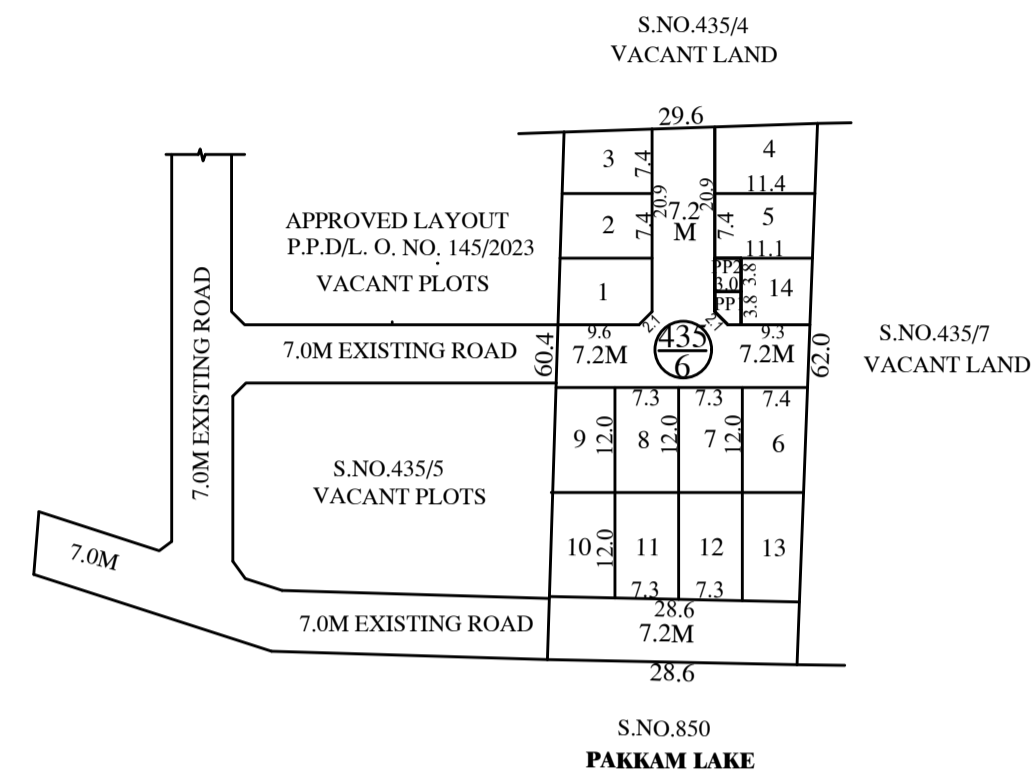 S.NO.435/4
VACANT LAND
29.6
3
7.4
4
11.4
20.9
20.9
7.2
M
2
7.4
7.4
5
11.1
APPROVED LAYOUT
P.P.D/L. O. NO. 145/2023
VACANT PLOTS
1
PP2
3.0
3.8
PP1
3.8
14
2.1
2.1
7.0M EXISTING ROAD
7.0M EXISTING ROAD
60.4
9.6
7.2M
435
6
9.3
7.2M
62.0
S.NO.435/7
VACANT LAND
7.3
7.3
7.4
9
12.0
8
12.0
7
12.0
6
S.NO.435/5
VACANT PLOTS
10
12.0
11
12
13
7.3
7.3
7.0M
7.0M EXISTING ROAD
28.6
7.2M
28.6
S.NO.850
PAKKAM LAKE